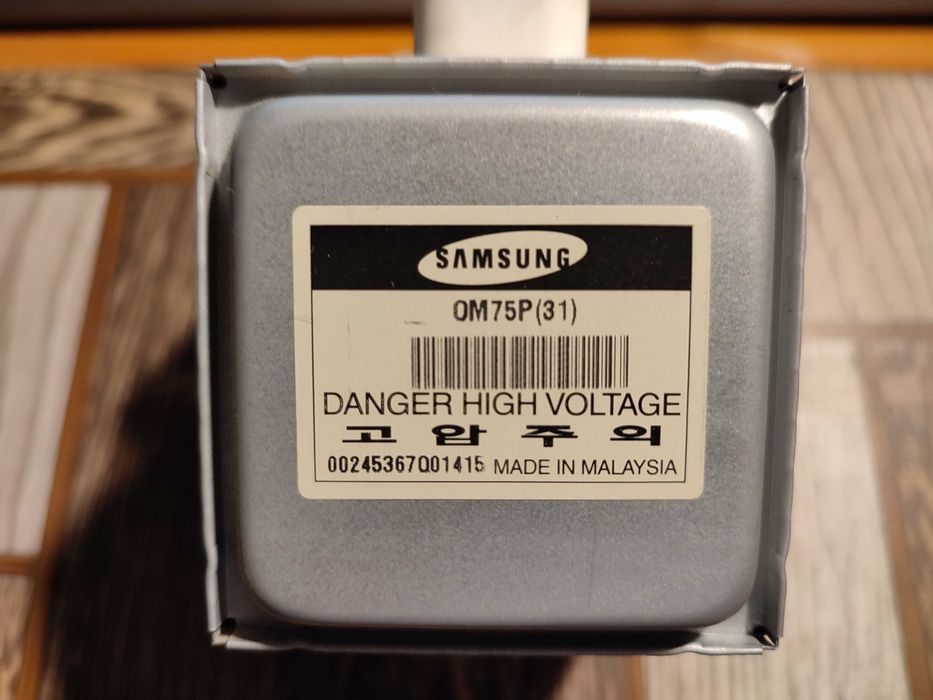 SAMSUNG
OM75P(31)
DANGER HIGH VOLTAGE
고 압 주 의
00245367Q01415 MADE IN MALAYSIA